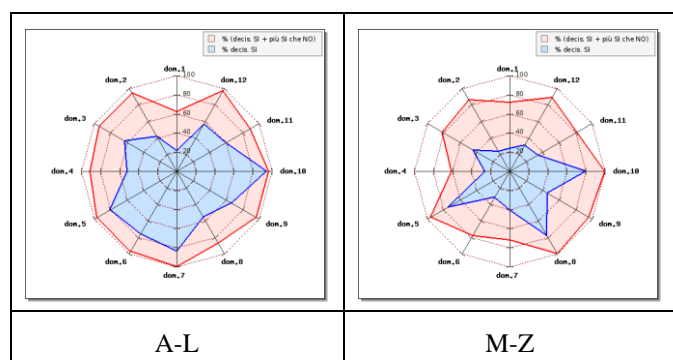 % (decis. SI + più SI che NO)
% decis. SI
dom.1
100
dom.2
dom.12
80
dom.3
60
dom.11
40
20
dom.4
dom.10
dom.5
dom.9
dom.6
dom.8
dom.7
% (decis. SI + più SI che NO)
% decis. SI
dom.1
100
dom.2
dom.12
80
dom.3
60
dom.11
40
20
dom.4
dom.10
dom.5
dom.9
dom.6
dom.8
dom.7
A-L
M-Z